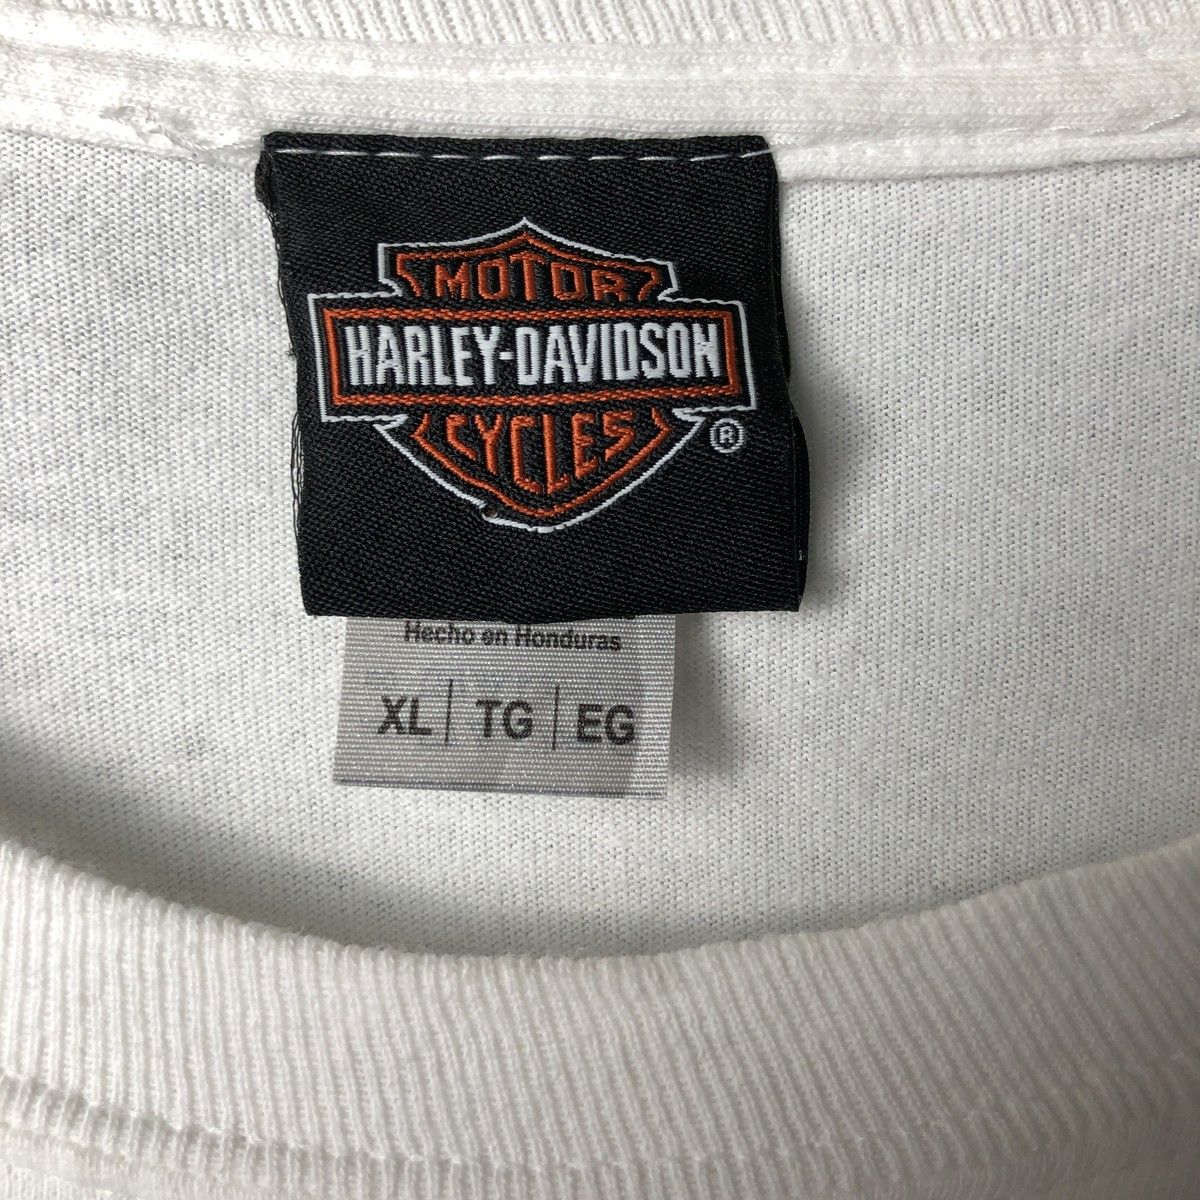 MOTOR
HARLEY-DAVIDSON
CYCLES
®
Hecho en Honduras
XL | TG | EG